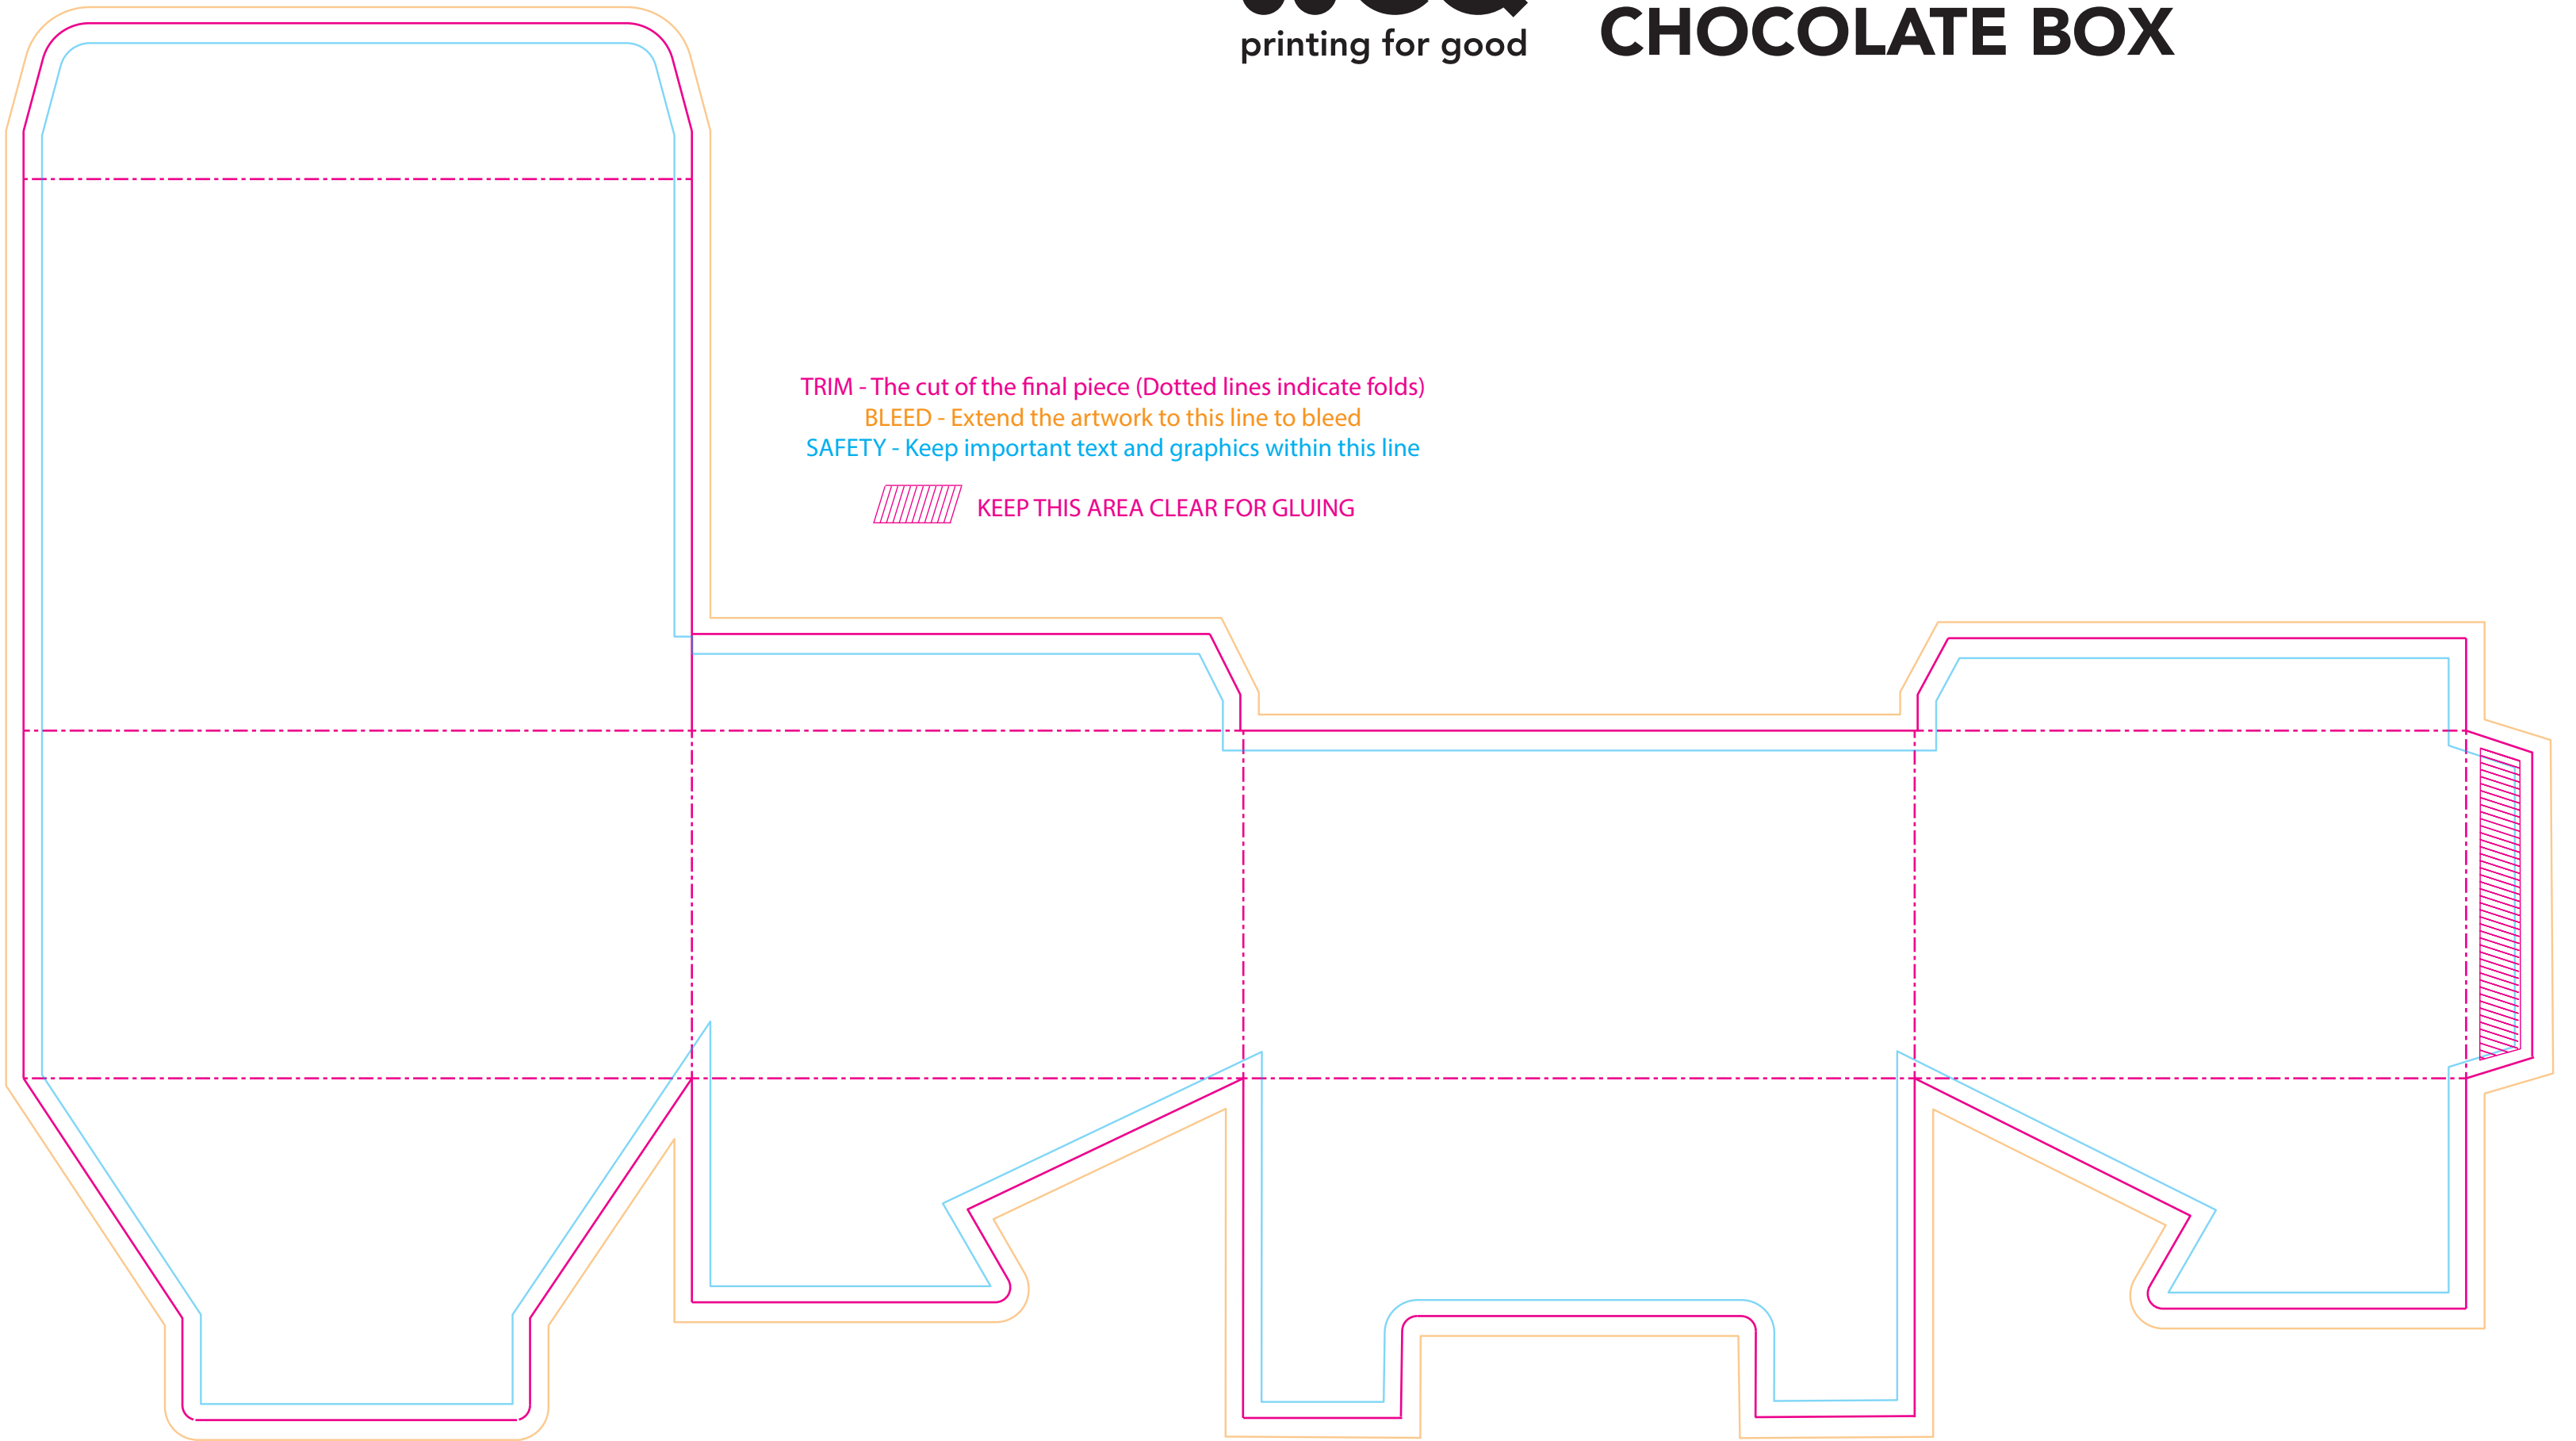 printing for good
CHOCOLATE BOX
TRIM - The cut of the final piece (Dotted lines indicate folds)
BLEED - Extend the artwork to this line to bleed
SAFETY - Keep important text and graphics within this line
KEEP THIS AREA CLEAR FOR GLUING